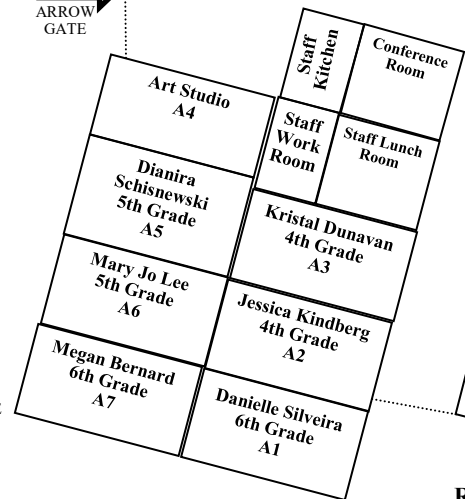 ARROW
GATE
Staff
Kitchen
Conference
Room
Art Studio
A4
Staff
Work
Room
Staff Lunch
Room
Dianira
Schisnewski
5th Grade
A5
Kristal Dunavan
4th Grade
A3
Mary Jo Lee
5th Grade
A6
Jessica Kindberg
4th Grade
A2
Megan Bernard
6th Grade
A7
Danielle Silveira
6th Grade
A1